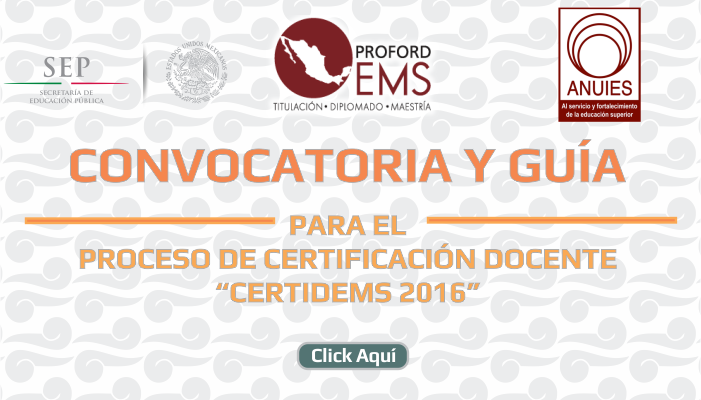 SEP
SECRETARÍA DE
EDUCACIÓN PÚBLICA
ESTADOS UNIDOS MEXICANOS
PROFORD
EMS
TITULACIÓN • DIPLOMADO • MAESTRÍA
ANUIES
Al servicio y fortalecimiento
de la educación superior
CONVOCATORIA Y GUÍA
PARA EL
PROCESO DE CERTIFICACIÓN DOCENTE
“CERTIDEMS 2016”
Click Aquí